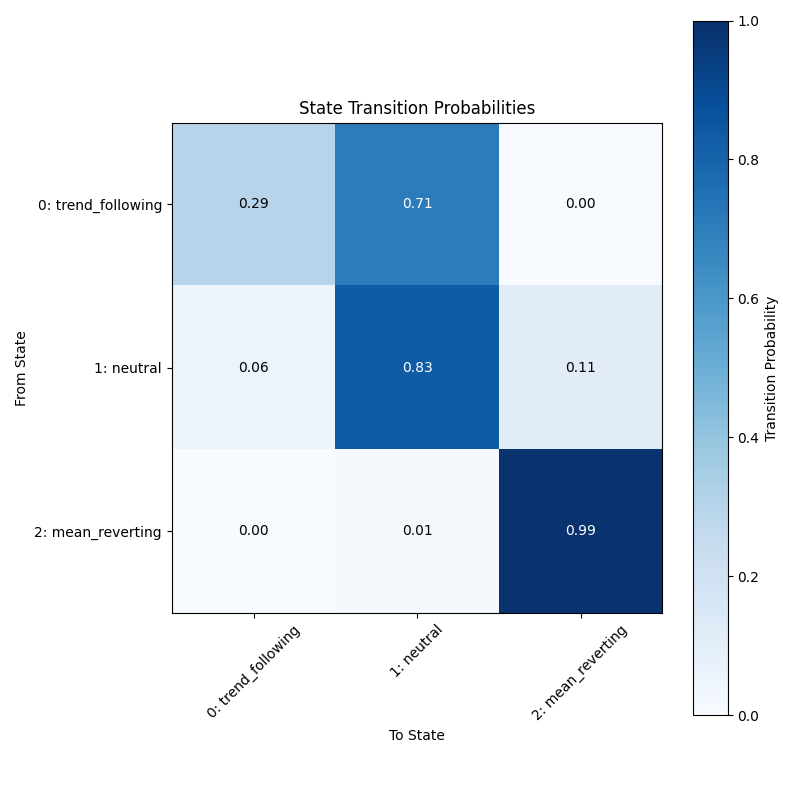 State Transition Probabilities
From State
0: trend_following
0.29
0.71
0.00
1: neutral
0.06
0.83
0.11
2: mean_reverting
0.00
0.01
0.99
0: trend_following
1: neutral
2: mean_reverting
To State
1.0
0.8
0.6
0.4
0.2
0.0
Transition Probability